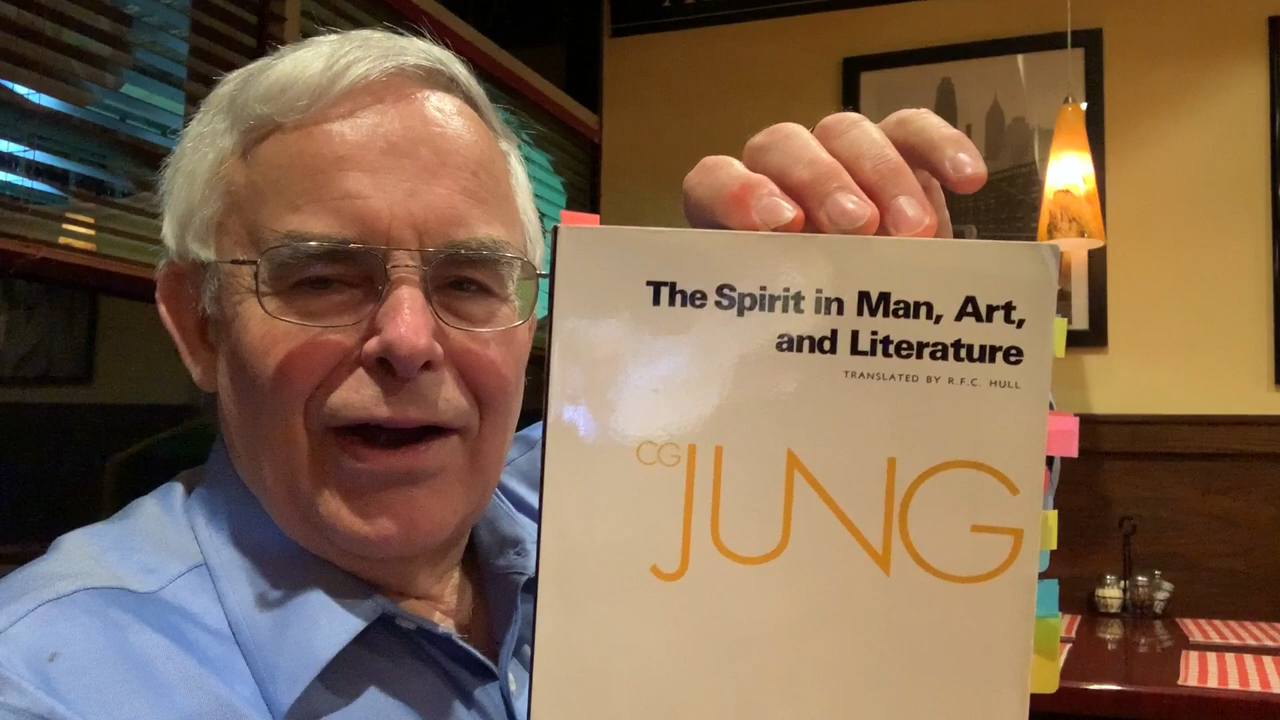 The Spirit in Man, Art,
and Literature
TRANSLATED BY R.F.C. HULL
CG JUNG